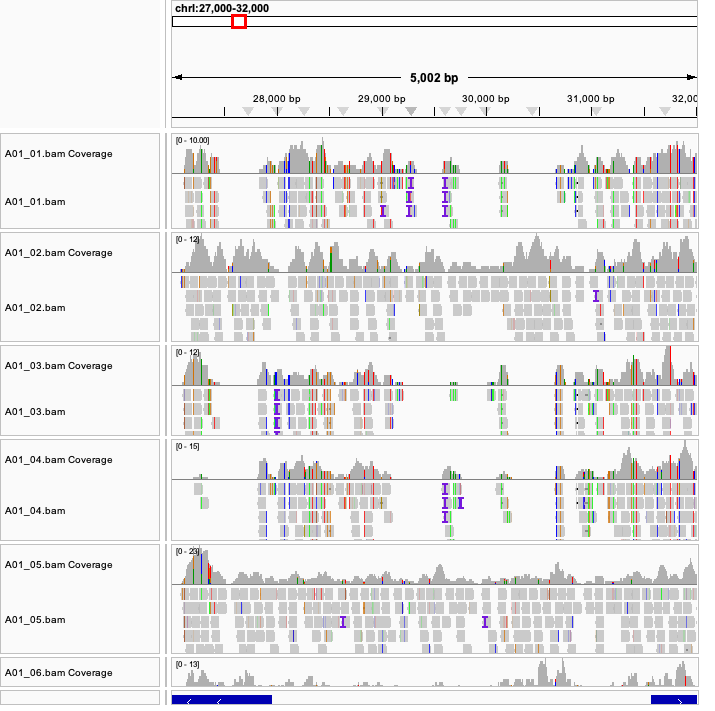 chrI:27,000-32,000
5,002 bp
28,000 bp 29,000 bp 30,000 bp 31,000 bp 32,00
[0 - 10.00]
A01_01.bam Coverage
A01_01.bam
[0 - 12]
A01_02.bam Coverage
A01_02.bam
[0 - 12]
A01_03.bam Coverage
A01_03.bam
[0 - 15]
A01_04.bam Coverage
A01_04.bam
[0 - 23]
A01_05.bam Coverage
A01_05.bam
[0 - 13]
A01_06.bam Coverage